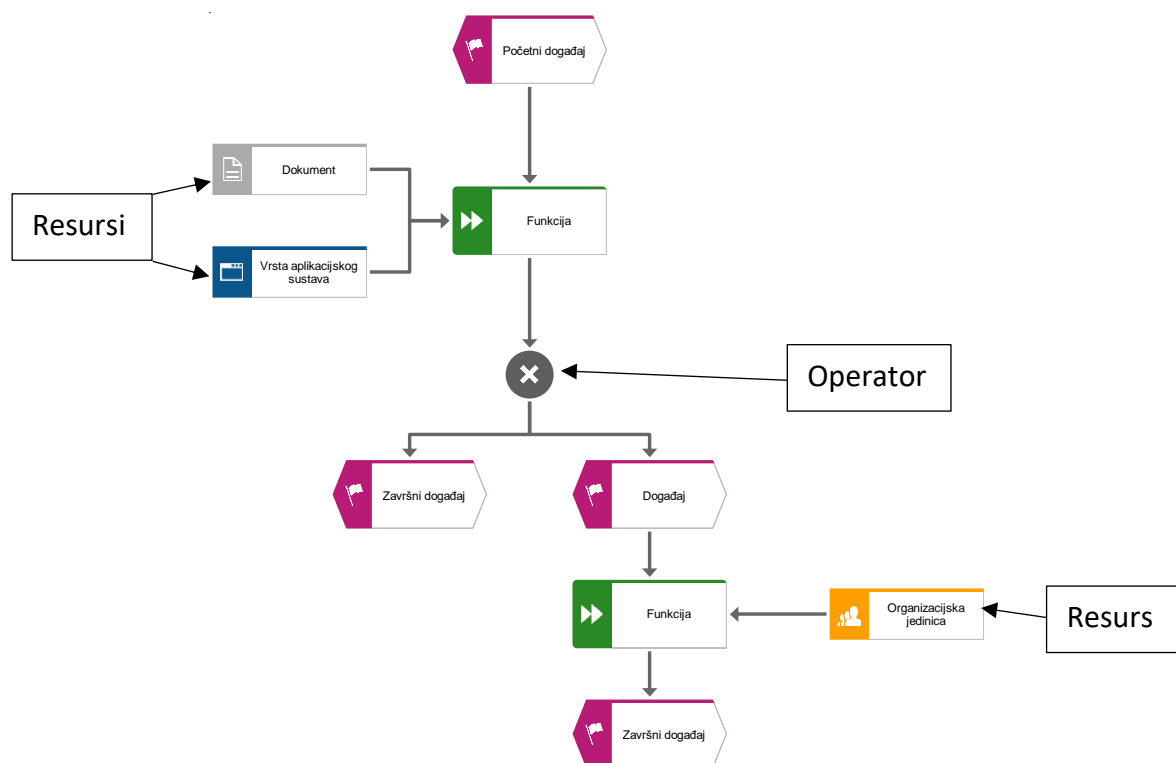 Početni događaj
Dokument
Resursi
Funkcija
Vrsta aplikacijskog
sustava
Operator
Završni događaj
Događaj
Funkcija
Organizacijska
jedinica
Resurs
Završni događaj